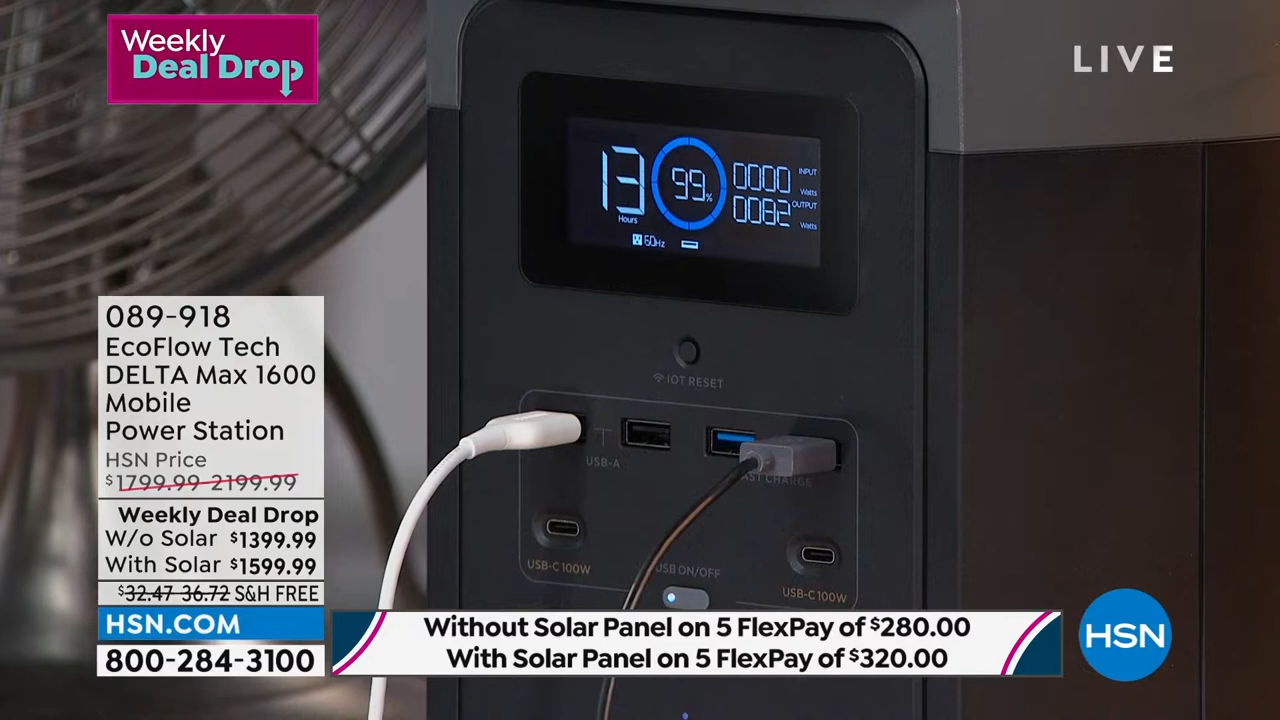 Weekly
Deal Drop
LIVE
13
Hours
99%
0000
INPUT
Watts
0082
OUTPUT
Watts
60Hz
IOT RESET
USB-A
FAST CHARGE
USB-C 100W
USB ON/OFF
USB-C 100W
089-918
EcoFlow Tech
DELTA Max 1600
Mobile
Power Station
HSN Price
$1799.99-2199.99
Weekly Deal Drop
W/o Solar $1399.99
With Solar $1599.99
$32.47-36.72 S&H FREE
HSN.COM
800-284-3100
Without Solar Panel on 5 FlexPay of $280.00
With Solar Panel on 5 FlexPay of $320.00
HSN